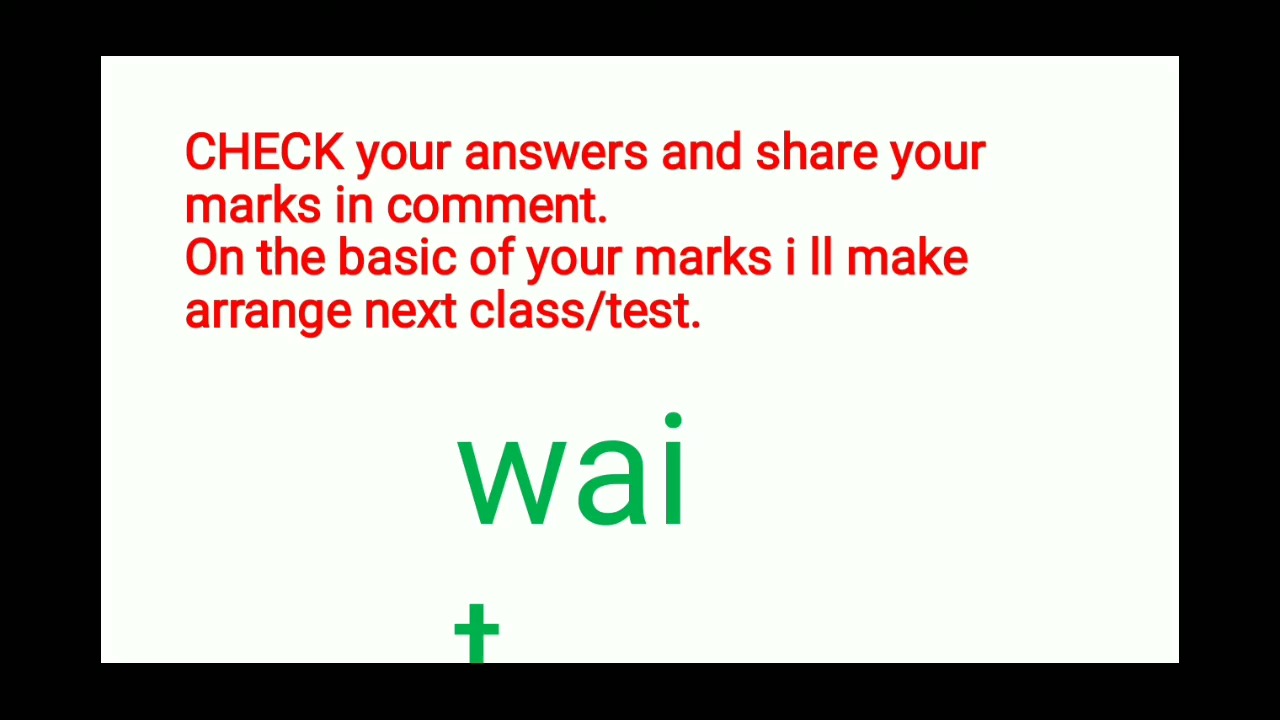 CHECK your answers and share your
marks in comment.
On the basic of your marks i ll make
arrange next class/test.
wai
t